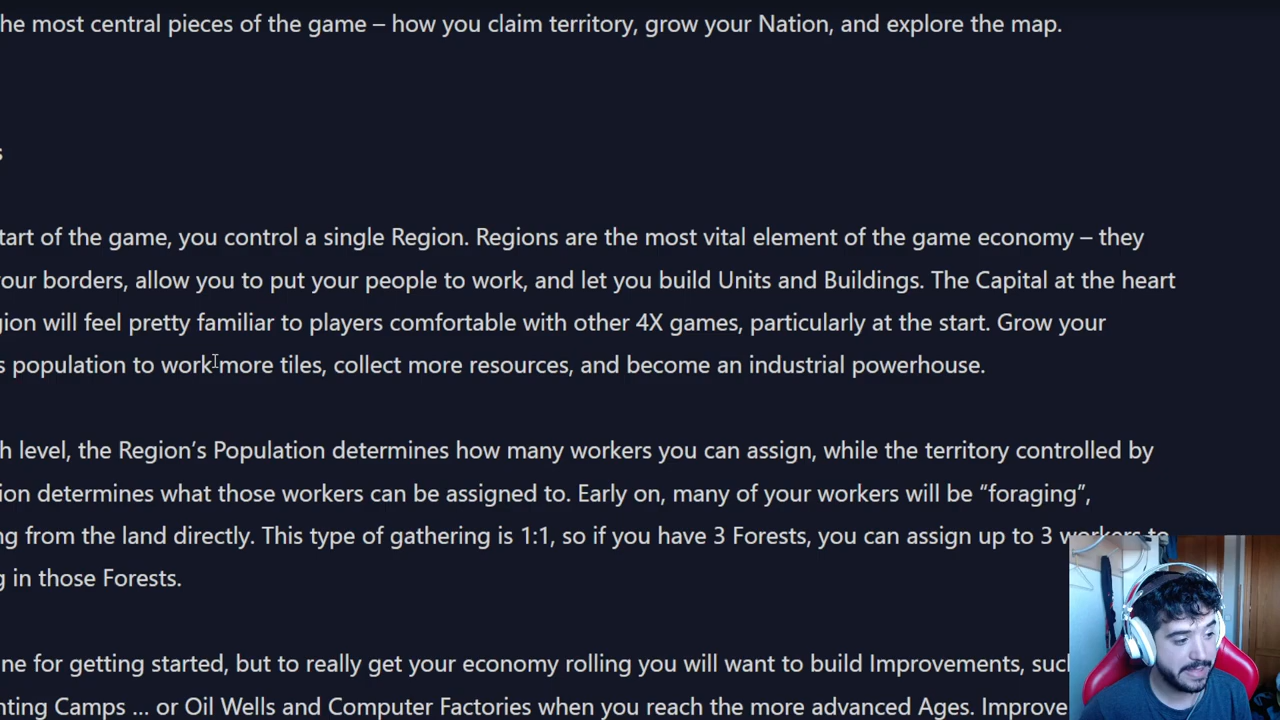 he most central pieces of the game – how you claim territory, grow your Nation, and explore the map.
s
tart of the game, you control a single Region. Regions are the most vital element of the game economy – they
our borders, allow you to put your people to work, and let you build Units and Buildings. The Capital at the heart
gion will feel pretty familiar to players comfortable with other 4X games, particularly at the start. Grow your
s population to work more tiles, collect more resources, and become an industrial powerhouse.
h level, the Region’s Population determines how many workers you can assign, while the territory controlled by
ion determines what those workers can be assigned to. Early on, many of your workers will be “foraging”,
ng from the land directly. This type of gathering is 1:1, so if you have 3 Forests, you can assign up to 3 workers to
g in those Forests.
ne for getting started, but to really get your economy rolling you will want to build Improvements, suc
nting Camps ... or Oil Wells and Computer Factories when you reach the more advanced Ages. Improve